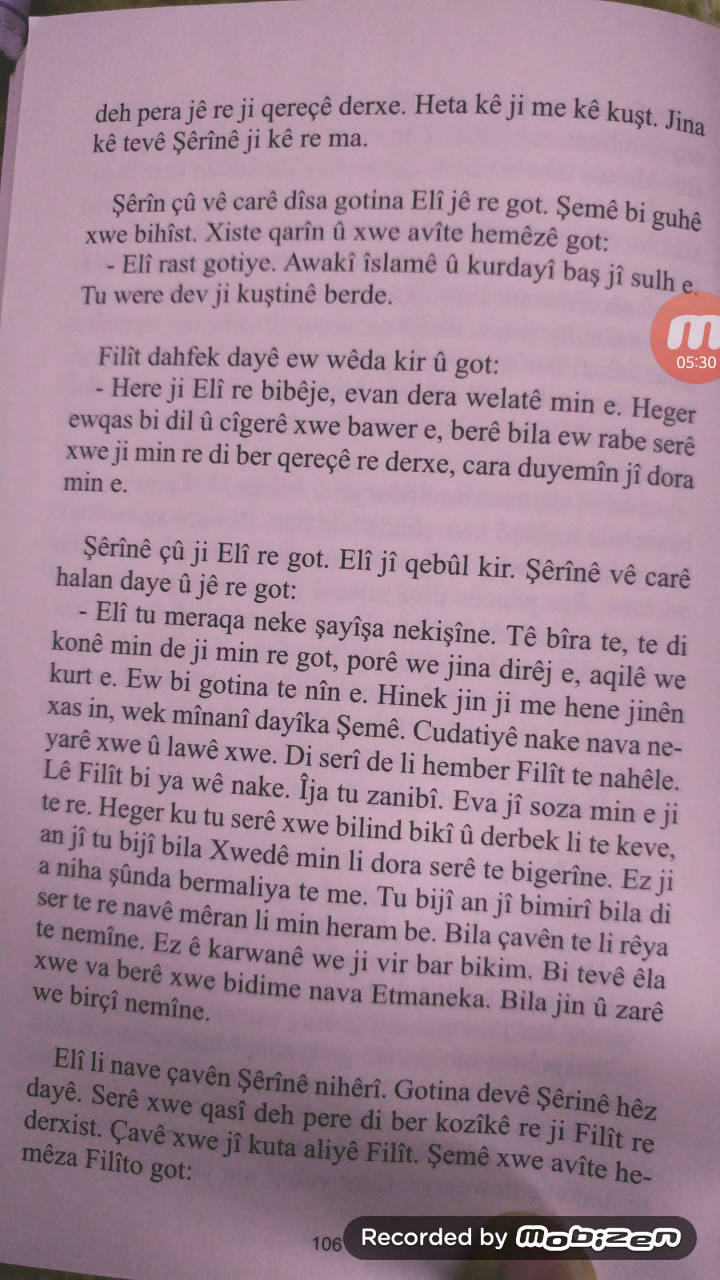 deh pera jê re ji qereçê derxe. Heta kê ji me kê kuşt. Jina
kê tevê Şêrînê ji kê re ma.
Şêrîn çû vê carê dîsa gotina Elî jê re got. Şemê bi guhê
xwe bihîst. Xiste qarîn û xwe avîte hemêzê got:
- Elî rast gotiye. Awakî îslamê û kurdayî baş jî sulh e.
Tu were dev ji kuştinê berde.
Filît dahfek dayê ew wêda kir û got:
- Here ji Elî re bibêje, evan dera welatê min e. Heger
ewqas bi dil û cîgerê xwe bawer e, berê bila ew rabe serê
xwe ji min re di ber qereçê re derxe, cara duyemîn jî dora
min e.
Şêrînê çû ji Elî re got. Elî jî qebûl kir. Şêrînê vê carê
halan daye û jê re got:
- Elî tu meraqa neke şayîşa nekişîne. Tê bîra te, te di
konê min de ji min re got, porê we jina dirêj e, aqilê we
kurt e. Ew bi gotina te nîn e. Hinek jin ji me hene jinên
xas in, wek mînanî dayîka Şemê. Cudatiyê nake nava ne-
yarê xwe û lawê xwe. Di serî de li hember Filît te nahêle.
Lê Filît bi ya wê nake. Îja tu zanibî. Eva jî soza min e ji
te re. Heger ku tu serê xwe bilind bikî û derbek li te keve,
an jî tu bijî bila Xwedê min li dora serê te bigerîne. Ez ji
a niha şûnda bermaliya te me. Tu bijî an jî bimirî bila di
ser te re navê mêran li min heram be. Bila çavên te li rêya
te nemîne. Ez ê karwanê we ji vir bar bikim. Bi tevê êla
xwe va berê xwe bidime nava Etmaneka. Bila jin û zarê
we birçî nemîne.
Elî li nave çavên Şêrînê nihêrî. Gotina devê Şêrinê hêz
dayê. Serê xwe qasî deh pere di ber kozîkê re ji Filît re
derxist. Çavê xwe jî kuta aliyê Filît. Şemê xwe avîte he-
mêza Filîto got:
106
05:30
Recorded by mobizen